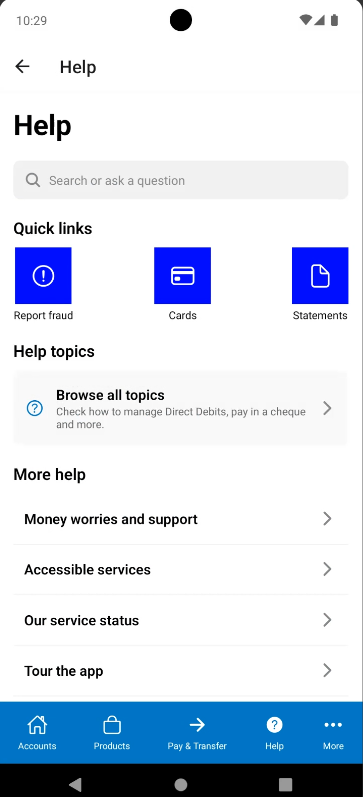 10:29
Help
Help
Search or ask a question
Quick links
Report fraud
Cards
Statements
Help topics
Browse all topics
Check how to manage Direct Debits, pay in a cheque
and more.
More help
Money worries and support
Accessible services
Our service status
Tour the app
Accounts
Products
Pay & Transfer
Help
More